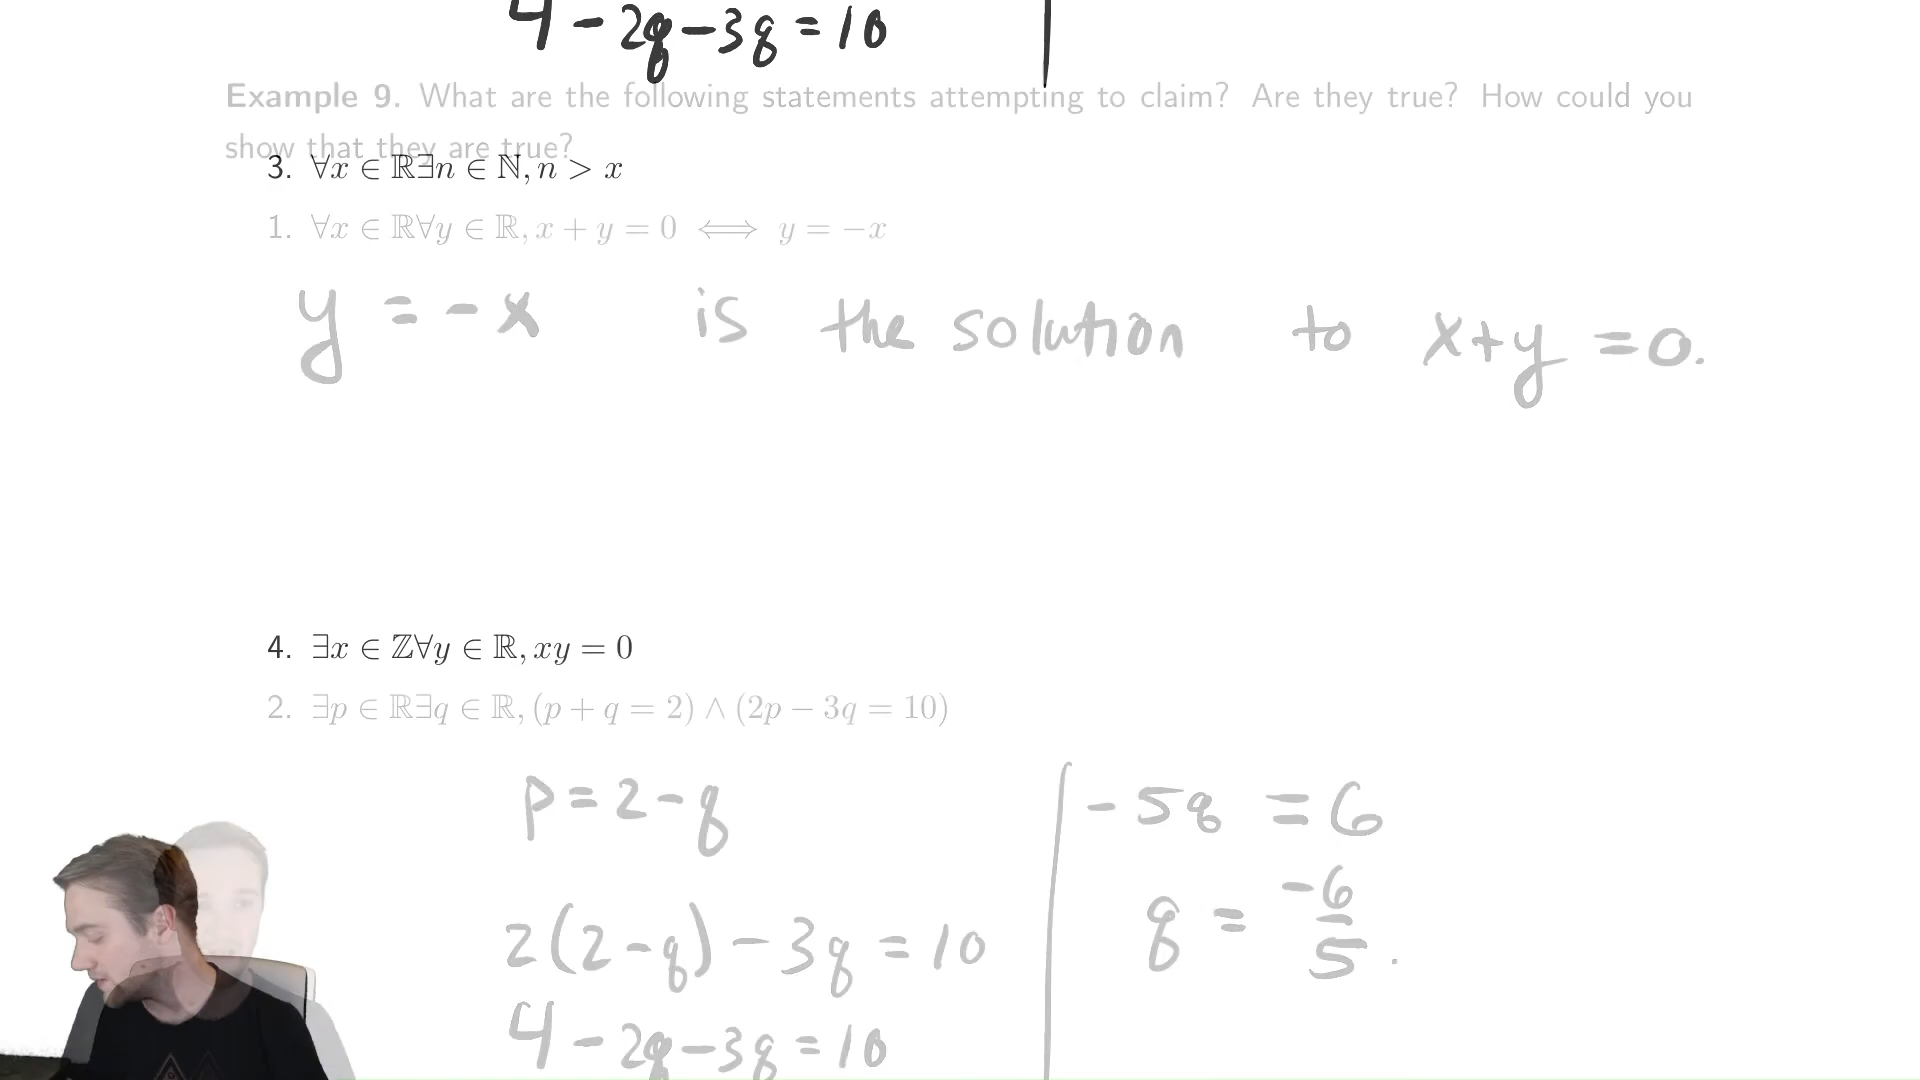 4 - 2q - 3q = 10
Example 9. What are the following statements attempting to claim? Are they true? How could you
show that they are true?
3. ∀x ∈ ℝ∃n ∈ ℕ, n > x
1. ∀x ∈ ℝ∀y ∈ ℝ, x + y = 0 ⟺ y = −x
y = - x is the solution to x+y = 0.
4. ∃x ∈ ℤ∀y ∈ ℝ, xy = 0
2. ∃p ∈ ℝ∃q ∈ ℝ, (p + q = 2) ∧ (2p − 3q = 10)
p = 2 - q
2(2-q) - 3q = 10
4 - 2q - 3q = 10
- 5q = 6
q = -6/5.